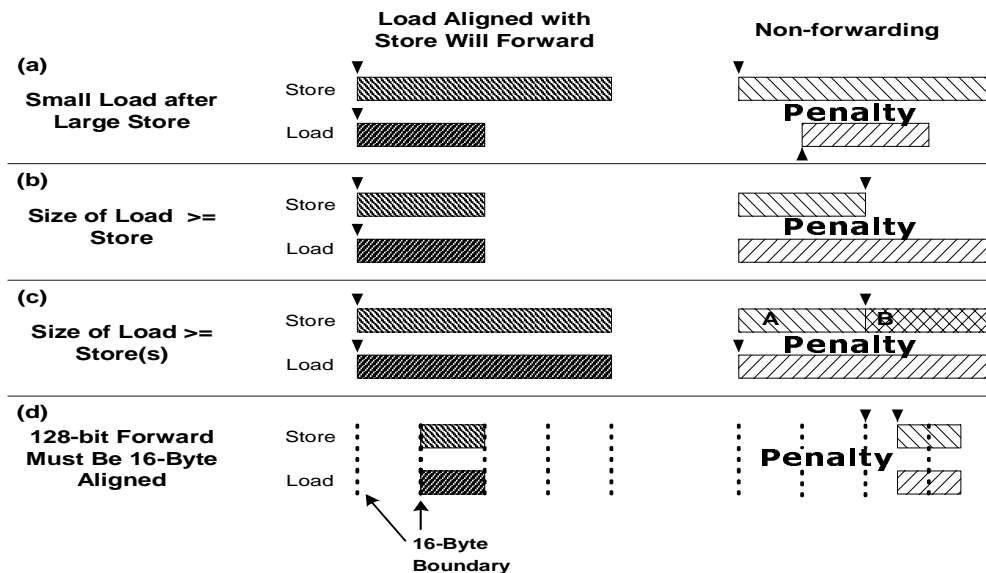 Load Aligned with
Store Will Forward
Non-forwarding
(a)
Small Load after
Large Store
Store
Load
Penalty
(b)
Size of Load >=
Store
Store
Load
Penalty
(c)
Size of Load >=
Store(s)
Store
Load
A
B
Penalty
(d)
128-bit Forward
Must Be 16-Byte
Aligned
Store
Load
Penalty
16-Byte
Boundary